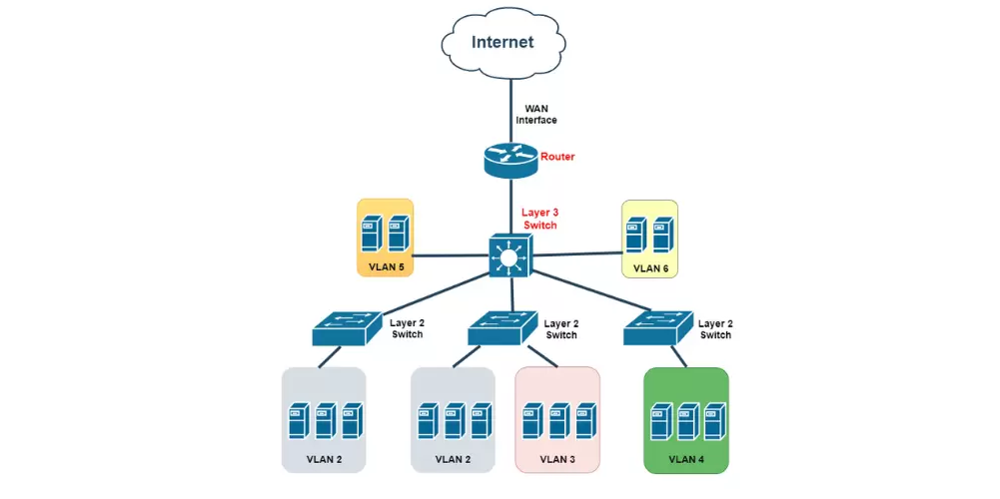 Internet
WAN
Interface
Router
Layer 3
Switch
VLAN 5
VLAN 6
Layer 2
Switch
Layer 2
Switch
Layer 2
Switch
VLAN 2
VLAN 2
VLAN 3
VLAN 4